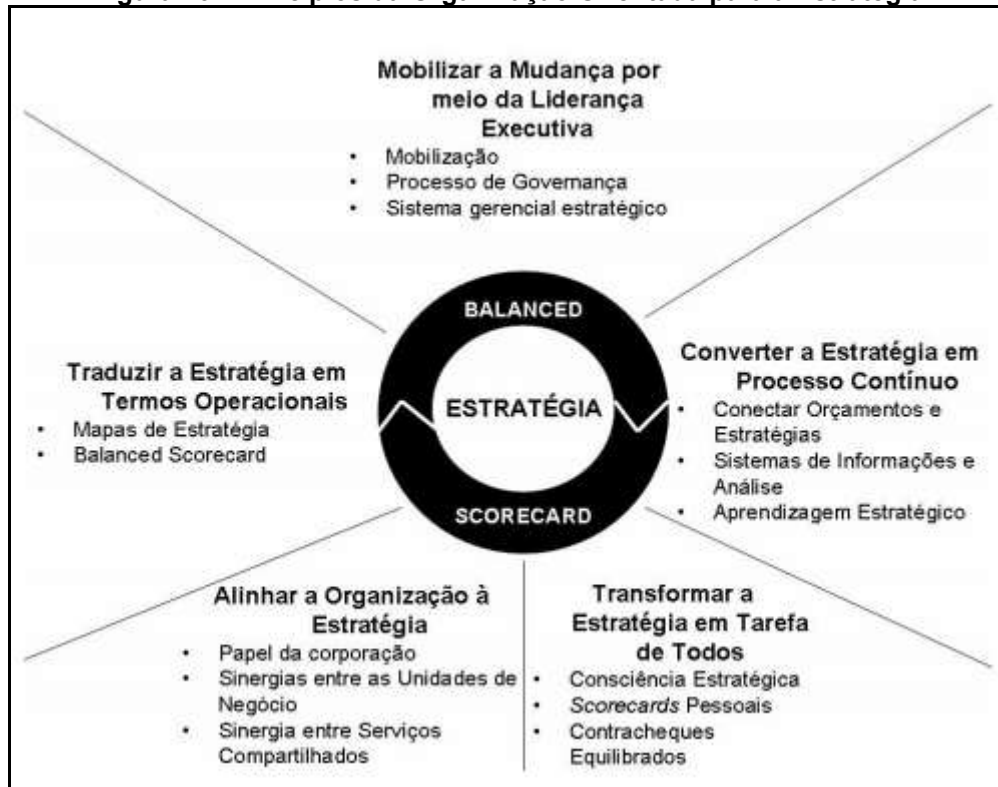 Mobilizar a Mudança por
meio da Liderança
Executiva
• Mobilização
• Processo de Governança
• Sistema gerencial estratégico
BALANCED
ESTRATÉGIA
SCORECARD
Traduzir a Estratégia em
Termos Operacionais
• Mapas de Estratégia
• Balanced Scorecard
Converter a Estratégia em
Processo Contínuo
• Conectar Orçamentos e
Estratégias
• Sistemas de Informações e
Análise
• Aprendizagem Estratégico
Alinhar a Organização à
Estratégia
• Papel da corporação
• Sinergias entre as Unidades de
Negócio
• Sinergia entre Serviços
Compartilhados
Transformar a
Estratégia em Tarefa
de Todos
• Consciência Estratégica
• Scorecards Pessoais
• Contracheques
Equilibrados